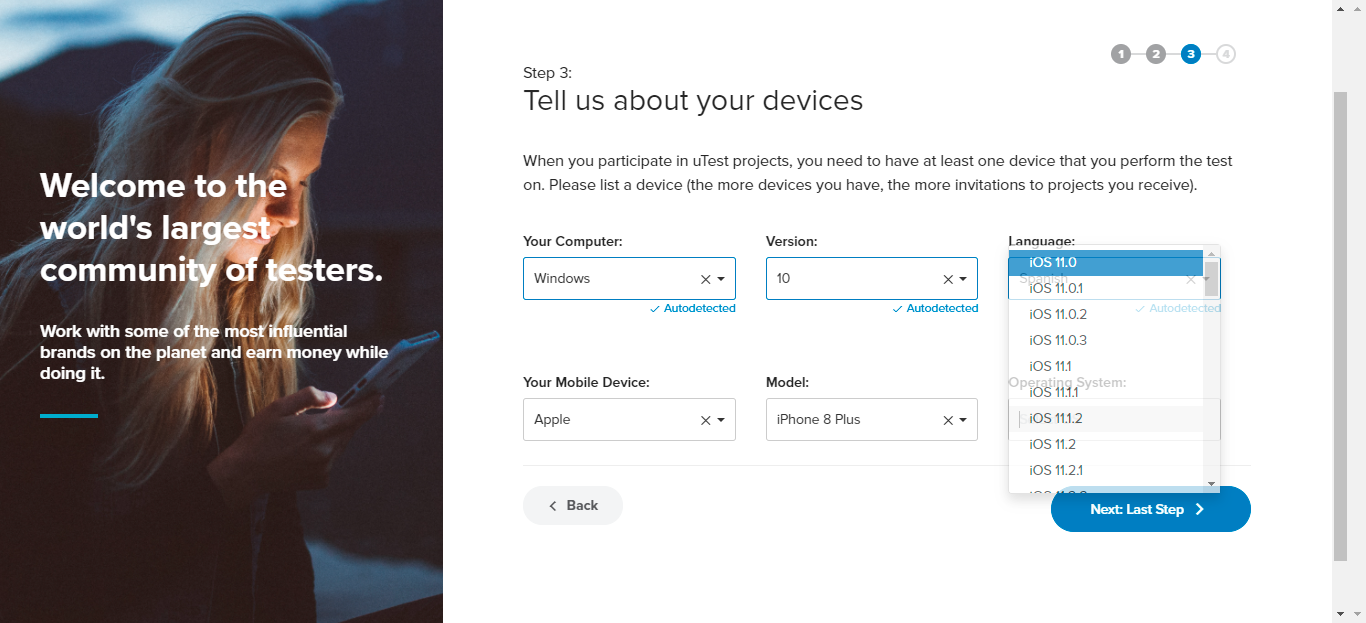 Welcome to the
world's largest
community of testers.
Work with some of the most influential
brands on the planet and earn money while
doing it.
1
2
3
4
Step 3:
Tell us about your devices
When you participate in uTest projects, you need to have at least one device that you perform the test
on. Please list a device (the more devices you have, the more invitations to projects you receive).
Your Computer:
Windows
Autodetected
Version:
10
Autodetected
Language:
Spanish
Autodetected
Your Mobile Device:
Apple
Model:
iPhone 8 Plus
Operating System:
iOS 11.0
iOS 11.0.1
iOS 11.0.2
iOS 11.0.3
iOS 11.1
iOS 11.1.1
iOS 11.1.2
iOS 11.2
iOS 11.2.1
Back
Next: Last Step